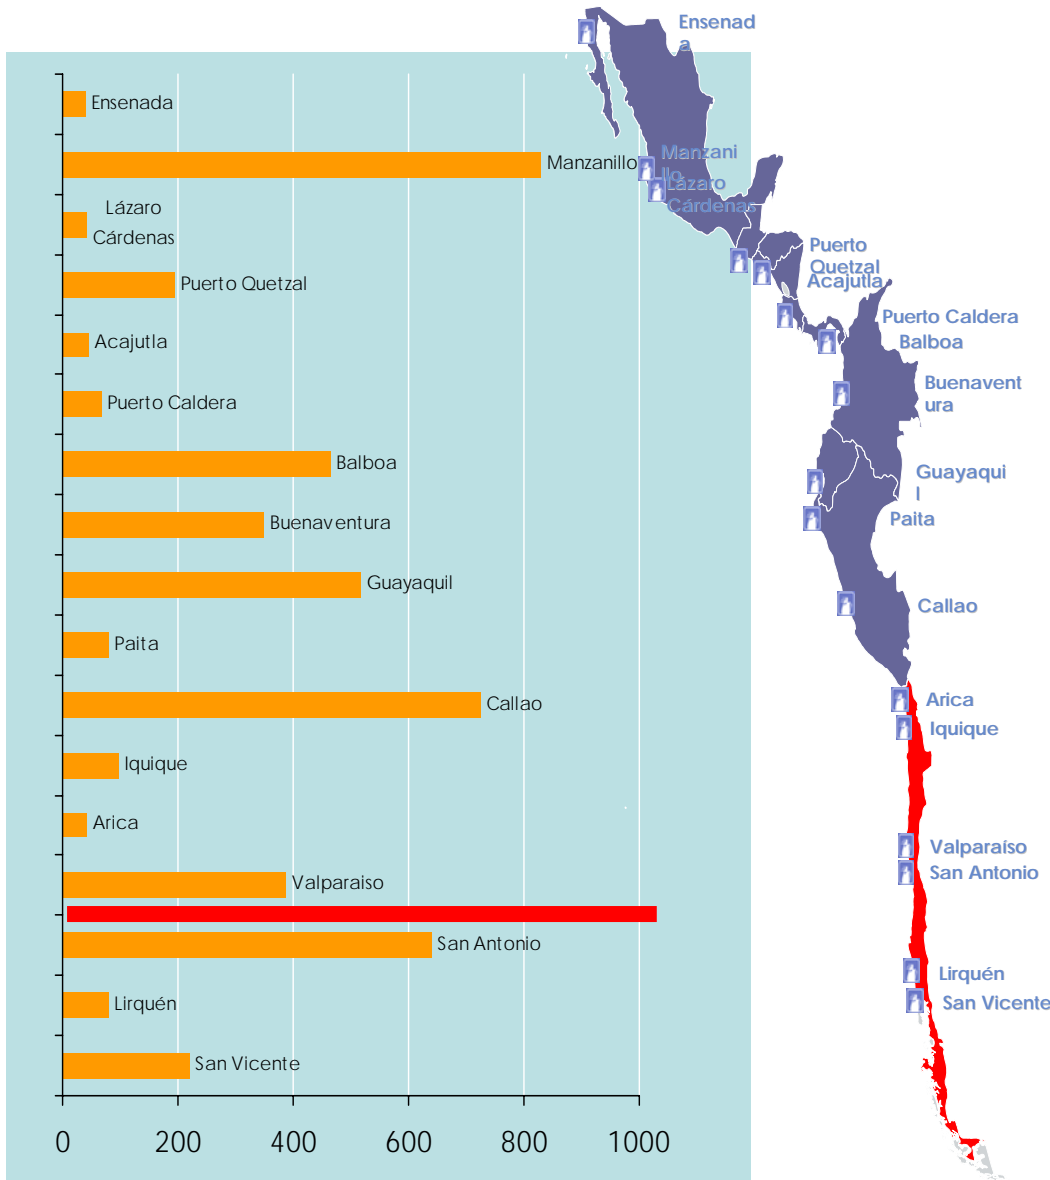 Ensenada
Manzanillo
Lázaro
Cárdenas
Puerto Quetzal
Acajutla
Puerto Caldera
Balboa
Buenaventura
Guayaquil
Paita
Callao
Iquique
Arica
Valparaiso
San Antonio
Lirquén
San Vicente
0 200 400 600 800 1000
Ensenad
a
Manzani
llo
Lázaro
Cárdenas
Puerto
Quetzal
Acajutla
Puerto Caldera
Balboa
Buenavent
ura
Guayaqui
l
Paita
Callao
Arica
Iquique
Valparaíso
San Antonio
Lirquén
San Vicente